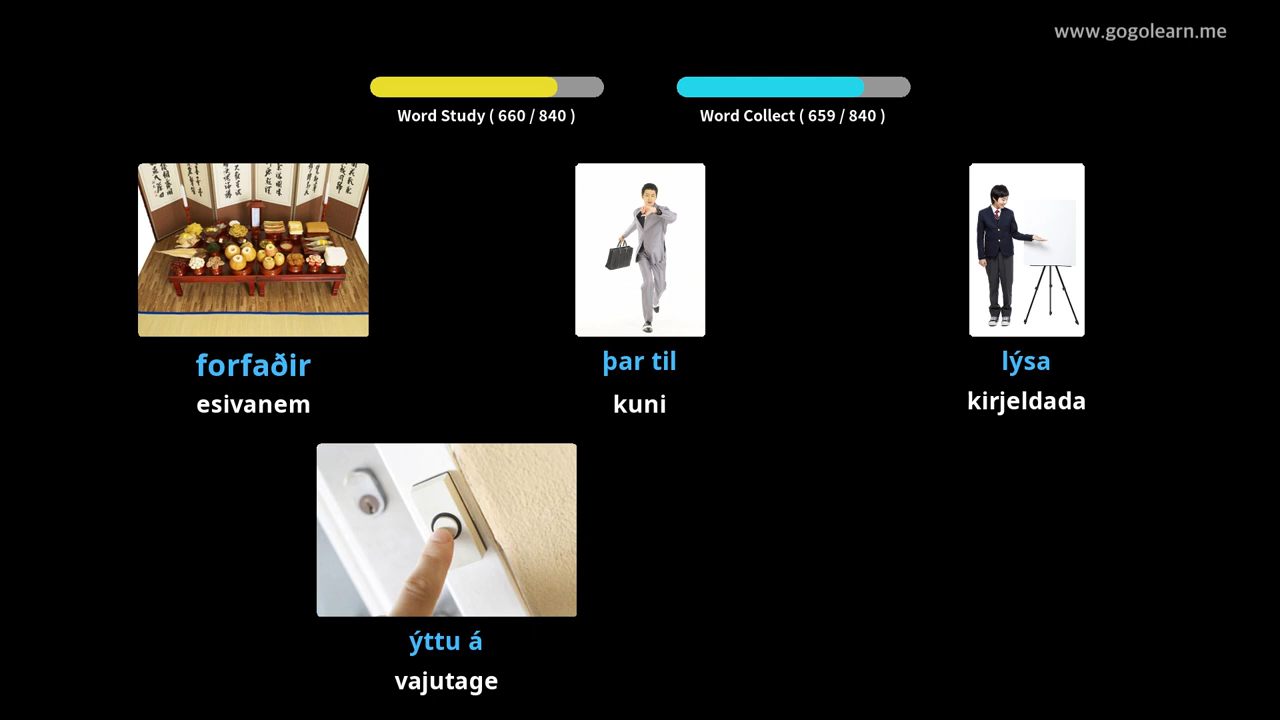 www.gogolearn.me
Word Study ( 660 / 840 )
Word Collect ( 659 / 840 )
forfaðir
esivanem
þar til
kuni
lýsa
kirjeldada
ýttu á
vajutage